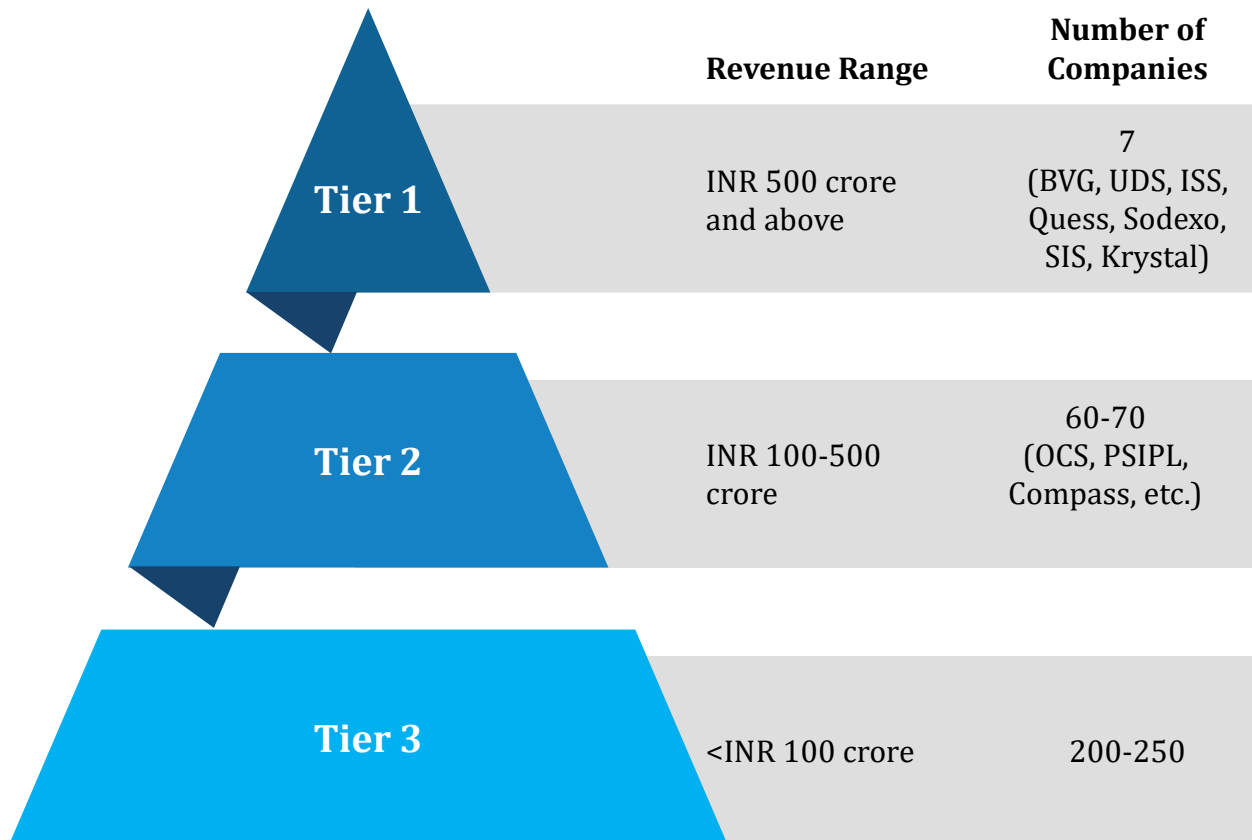 Revenue Range
Number of
Companies
Tier 1
INR 500 crore
and above
7
(BVG, UDS, ISS,
Quess, Sodexo,
SIS, Krystal)
Tier 2
INR 100-500
crore
60-70
(OCS, PSIPL,
Compass, etc.)
Tier 3
<INR 100 crore
200-250